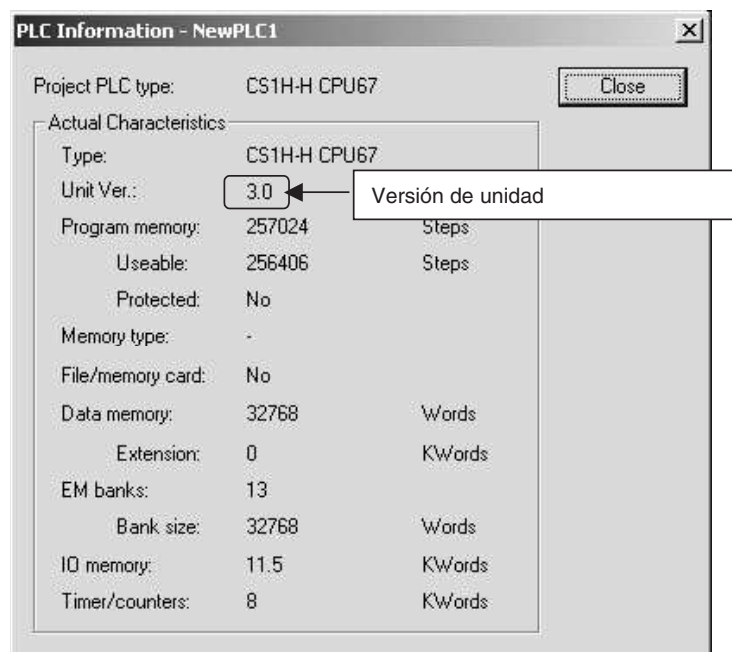 PLC Information - NewPLC1
Project PLC type: CS1H-H CPU67 Close
Actual Characteristics
Type: CS1H-H CPU67
Unit Ver.: 3.0 Versión de unidad
Program memory: 257024 Steps
Useable: 256406 Steps
Protected: No
Memory type: -
File/memory card: No
Data memory: 32768 Words
Extension: 0 KWords
EM banks: 13
Bank size: 32768 Words
IO memory: 11.5 KWords
Timer/counters: 8 KWords